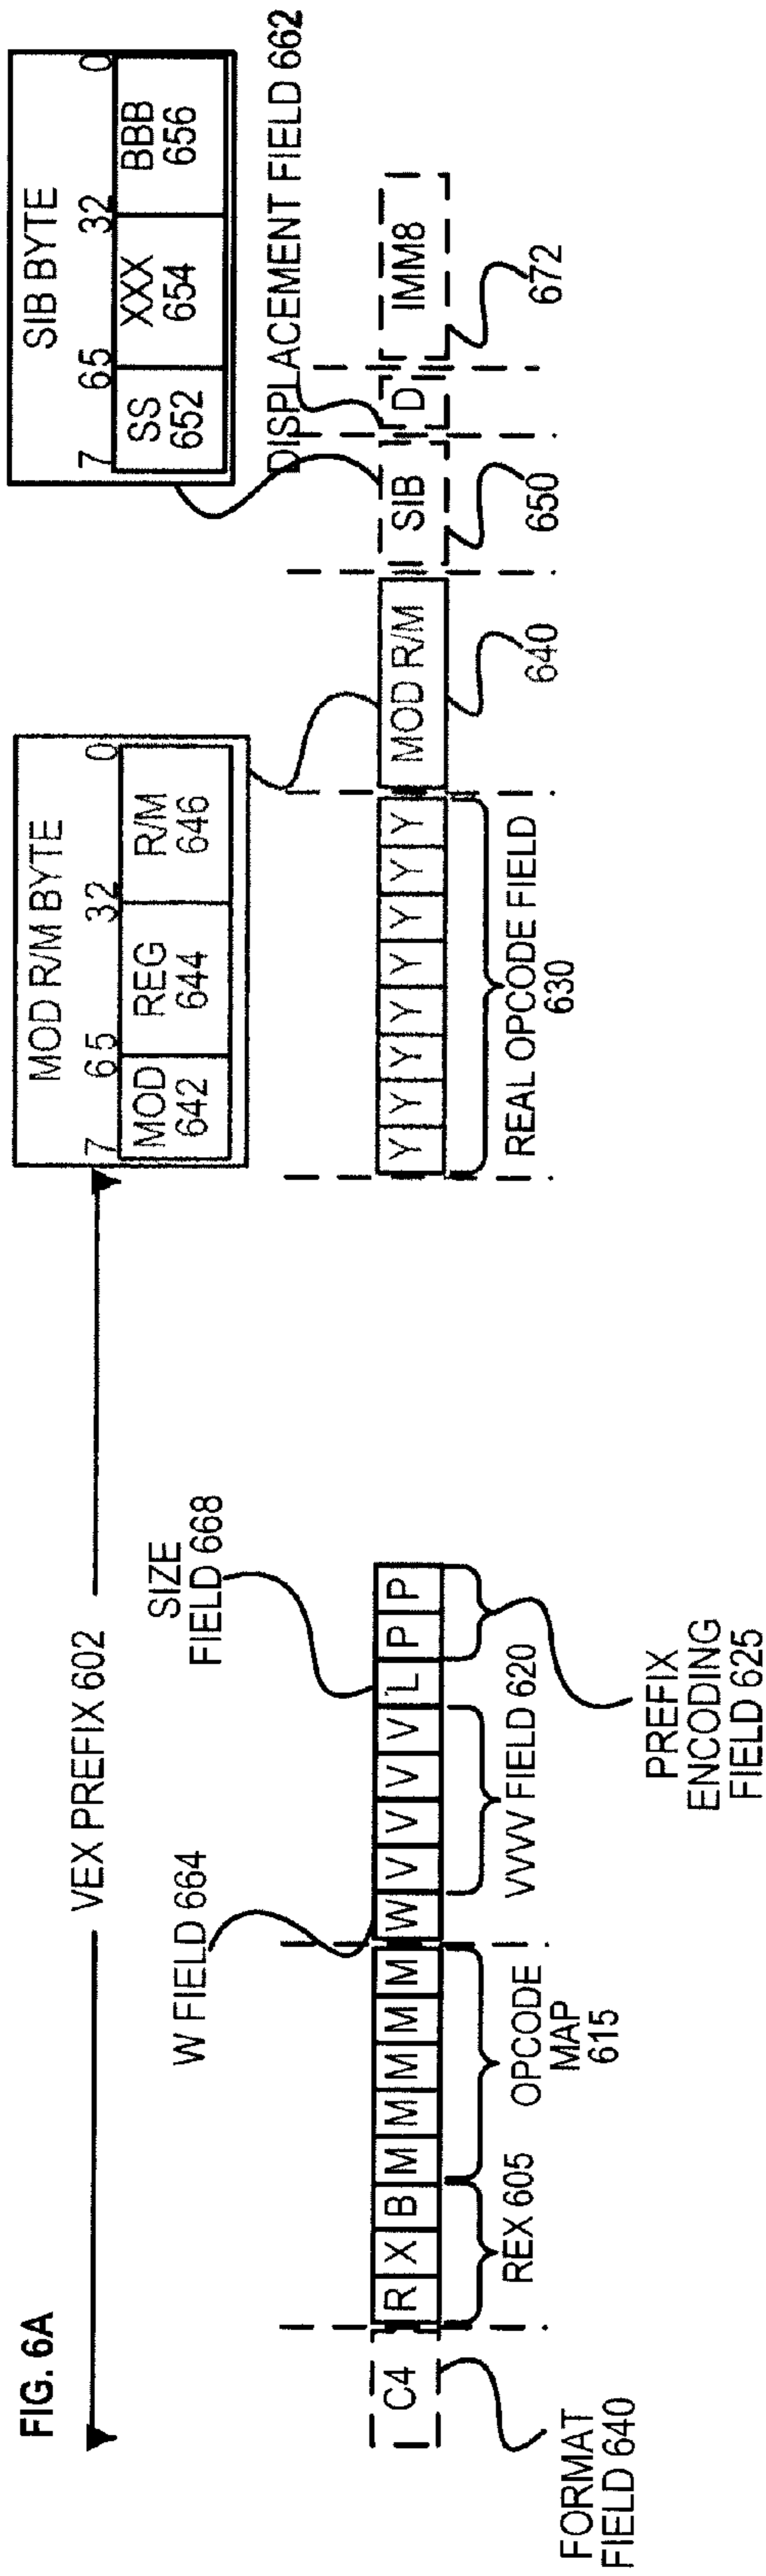 FIG. 6A
VEX PREFIX 602
MOD R/M BYTE
7 6 5 3 2 0
MOD 642
REG 644
R/M 646
SIB BYTE
7 6 5 3 2 0
SS 652
XXX 654
BBB 656
W FIELD 664
SIZE
FIELD 668
DISPLACEMENT FIELD 662
C4 R X B M M M M M W V V V V L P P Y Y Y Y Y Y Y Y MOD R/M SIB D IMM8
FORMAT
FIELD 640
REX 605
OPCODE
MAP
615
VVVV FIELD 620
PREFIX
ENCODING
FIELD 625
REAL OPCODE FIELD
630
640
650
672